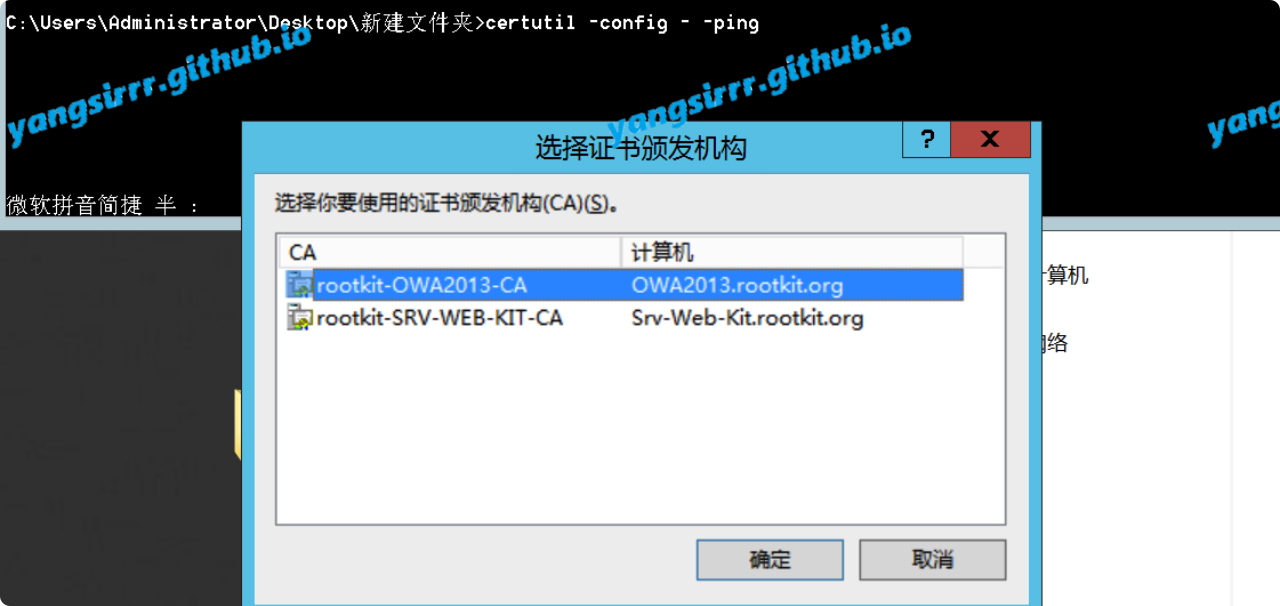 C:\Users\Administrator\Desktop\新建文件夹>certutil -config - -ping
yangsirrr.github.io
yangsirrr.github.io
yang
微软拼音简捷 半 :
选择证书颁发机构
? X
选择你要使用的证书颁发机构(CA)(S)。
CA 计算机
rootkit-OWA2013-CA OWA2013.rootkit.org
rootkit-SRV-WEB-KIT-CA Srv-Web-Kit.rootkit.org
确定 取消
计算机
网络